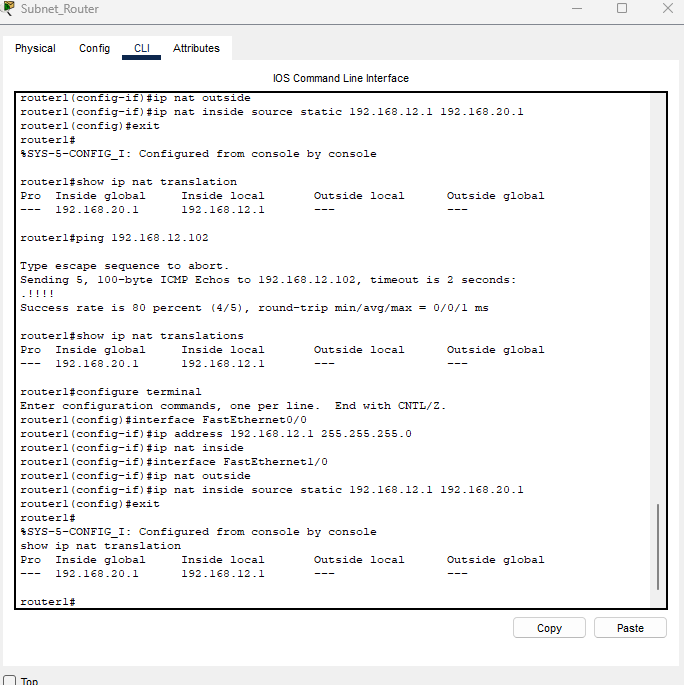 Subnet_Router
Physical Config CLI Attributes
IOS Command Line Interface
router1(config-if)#ip nat outside
router1(config-if)#ip nat inside source static 192.168.12.1 192.168.20.1
router1(config)#exit
router1#
%SYS-5-CONFIG_I: Configured from console by console
router1#show ip nat translation
Pro  Inside global     Inside local       Outside local      Outside global
---  192.168.20.1      192.168.12.1       ---                ---
router1#ping 192.168.12.102
Type escape sequence to abort.
Sending 5, 100-byte ICMP Echos to 192.168.12.102, timeout is 2 seconds:
.!!!!
Success rate is 80 percent (4/5), round-trip min/avg/max = 0/0/1 ms
router1#show ip nat translations
Pro  Inside global     Inside local       Outside local      Outside global
---  192.168.20.1      192.168.12.1       ---                ---
router1#configure terminal
Enter configuration commands, one per line.  End with CNTL/Z.
router1(config)#interface FastEthernet0/0
router1(config-if)#ip address 192.168.12.1 255.255.255.0
router1(config-if)#ip nat inside
router1(config-if)#interface FastEthernet1/0
router1(config-if)#ip nat outside
router1(config-if)#ip nat inside source static 192.168.12.1 192.168.20.1
router1(config)#exit
router1#
%SYS-5-CONFIG_I: Configured from console by console
show ip nat translation
Pro  Inside global     Inside local       Outside local      Outside global
---  192.168.20.1      192.168.12.1       ---                ---
router1#
Copy Paste
Top